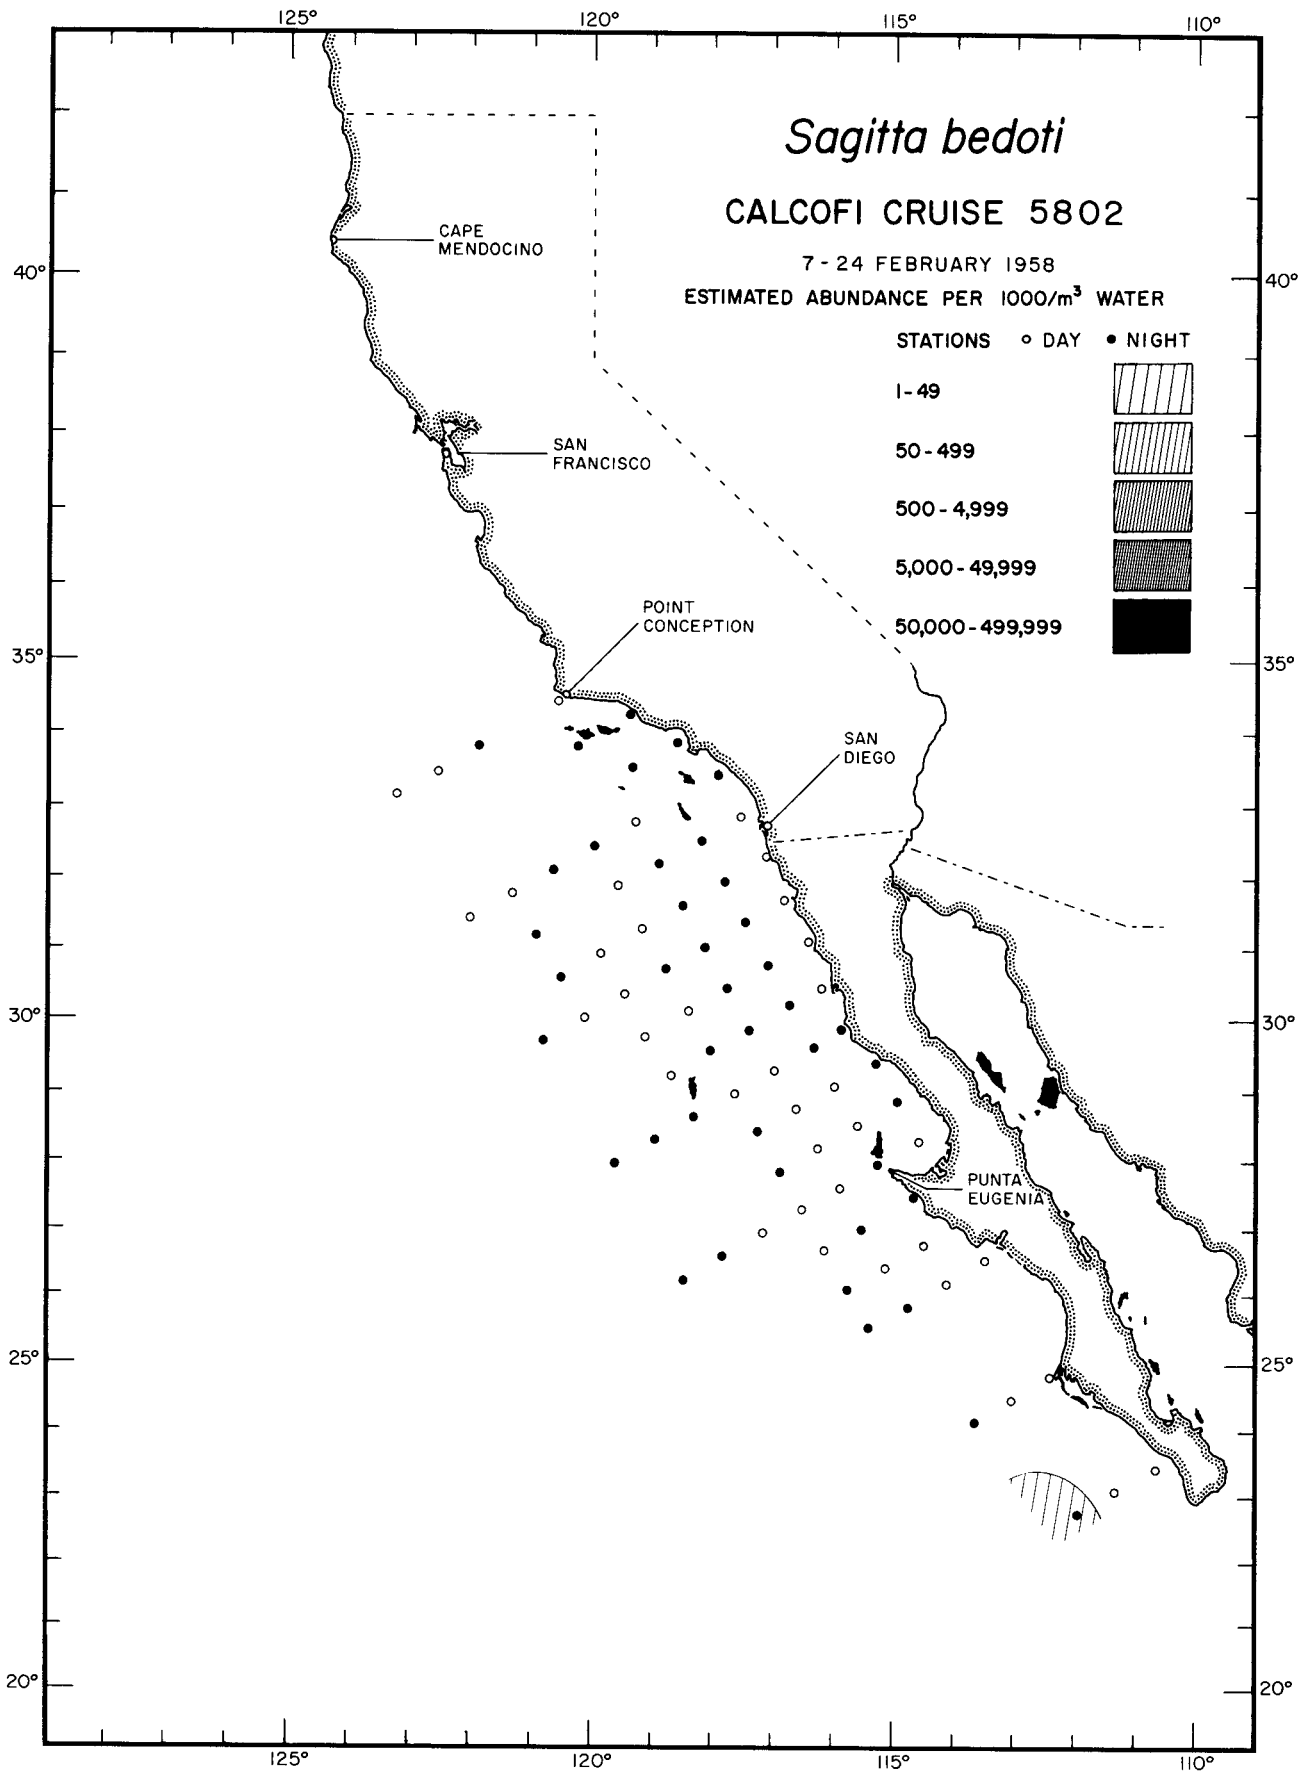 125° 120° 115° 110°
Sagitta bedoti
CALCOFI CRUISE 5802
7-24 FEBRUARY 1958
ESTIMATED ABUNDANCE PER 1000/m³ WATER
STATIONS ○ DAY ● NIGHT
1-49
50-499
500-4,999
5,000-49,999
50,000-499,999
CAPE
MENDOCINO
40° 40°
SAN
FRANCISCO
POINT
CONCEPTION
35° 35°
SAN
DIEGO
30° 30°
PUNTA
EUGENIA
25° 25°
20° 20°
125° 120° 115° 110°